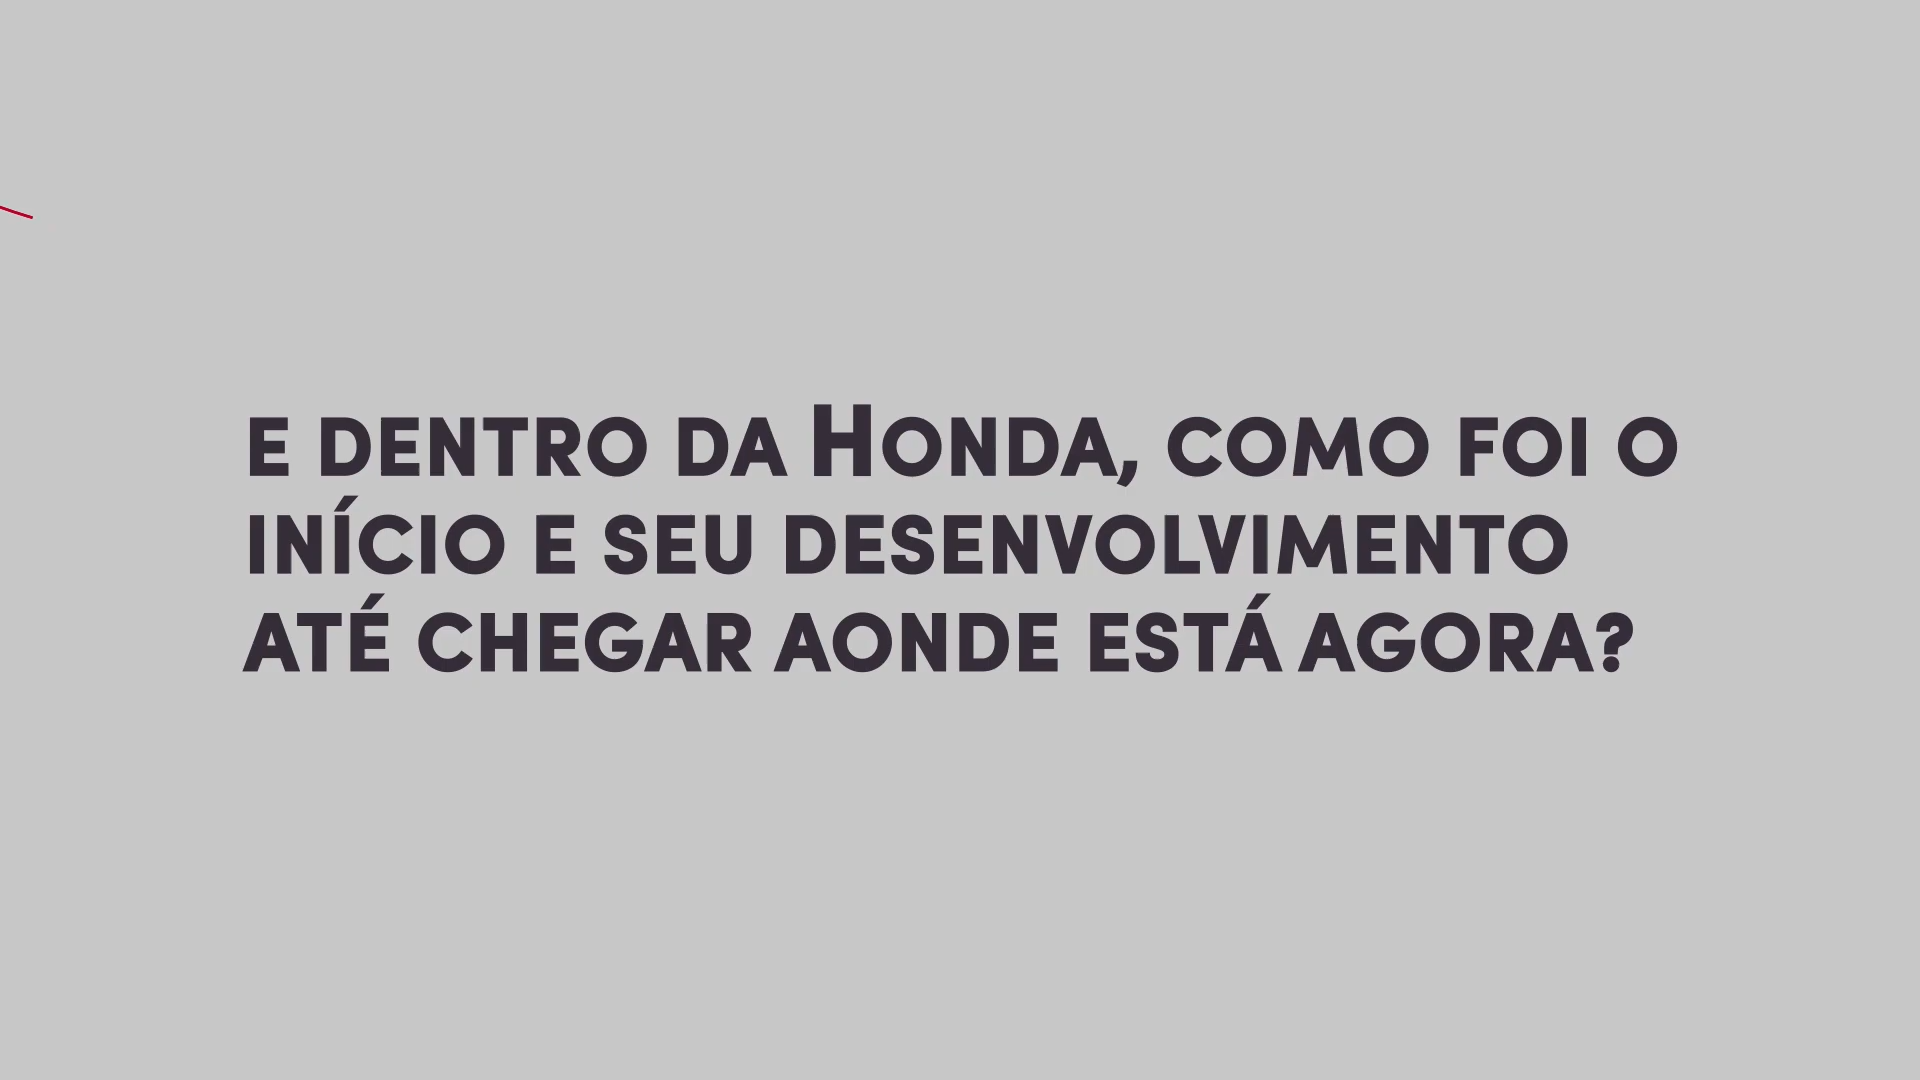 E DENTRO DA HONDA, COMO FOI O
INÍCIO E SEU DESENVOLVIMENTO
ATÉ CHEGAR AONDE ESTÁ AGORA?